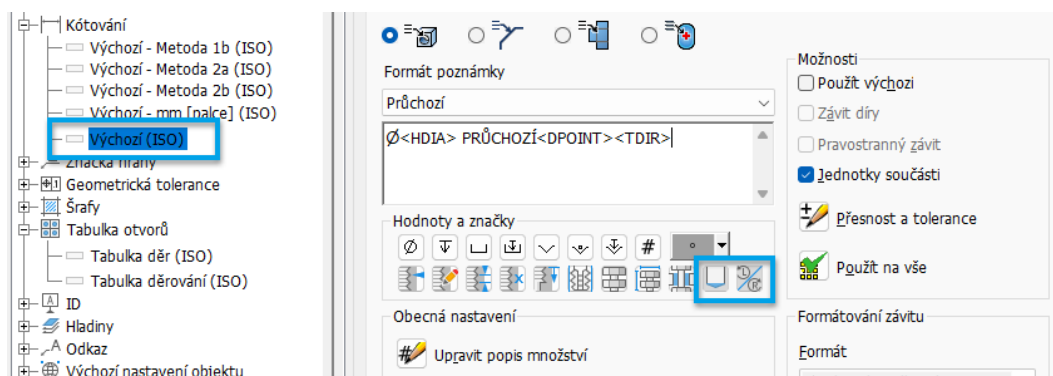 Kótování
Výchozí - Metoda 1b (ISO)
Výchozí - Metoda 2a (ISO)
Výchozí - Metoda 2b (ISO)
Výchozí - mm [palce] (ISO)
Výchozí (ISO)
Značka hrany
Geometrická tolerance
Šrafy
Tabulka otvorů
Tabulka děr (ISO)
Tabulka děrování (ISO)
ID
Hladiny
Odkaz
Výchozí nastavení objektu
Formát poznámky
Průchozí
Ø<HDIA> PRŮCHOZÍ<DPOINT><TDIR>
Hodnoty a značky
Obecná nastavení
Upravit popis množství
Možnosti
Použít výchozi
Závit díry
Pravostranný závit
Jednotky součásti
Přesnost a tolerance
Použít na vše
Formátování závitu
Formát